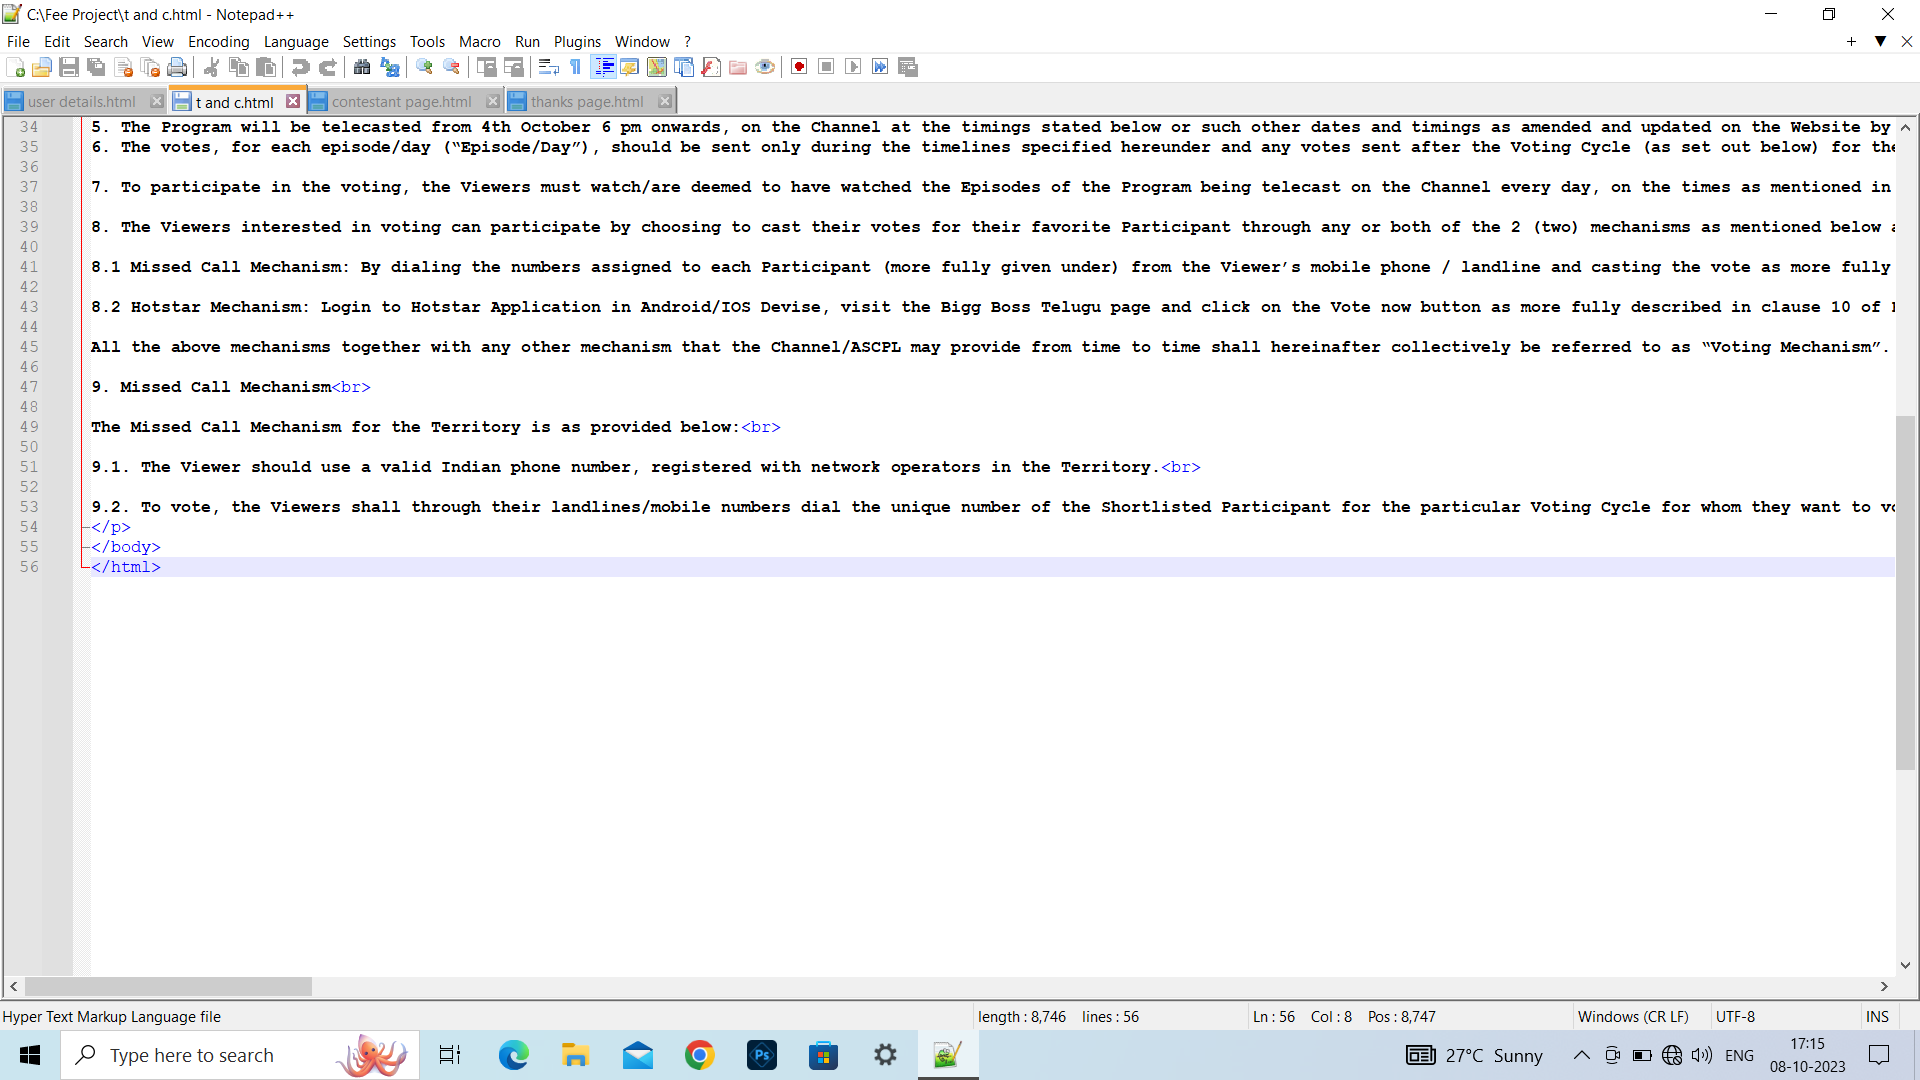 C:\Fee Project\t and c.html - Notepad++
File Edit Search View Encoding Language Settings Tools Macro Run Plugins Window ?
user details.html t and c.html contestant page.html thanks page.html
34 5. The Program will be telecasted from 4th October 6 pm onwards, on the Channel at the timings stated below or such other dates and timings as amended and updated on the Website by
35 6. The votes, for each episode/day (“Episode/Day”), should be sent only during the timelines specified hereunder and any votes sent after the Voting Cycle (as set out below) for the
36
37 7. To participate in the voting, the Viewers must watch/are deemed to have watched the Episodes of the Program being telecast on the Channel every day, on the times as mentioned in
38
39 8. The Viewers interested in voting can participate by choosing to cast their votes for their favorite Participant through any or both of the 2 (two) mechanisms as mentioned below
40
41 8.1 Missed Call Mechanism: By dialing the numbers assigned to each Participant (more fully given under) from the Viewer’s mobile phone / landline and casting the vote as more fully
42
43 8.2 Hotstar Mechanism: Login to Hotstar Application in Android/IOS Devise, visit the Bigg Boss Telugu page and click on the Vote now button as more fully described in clause 10 of
44
45 All the above mechanisms together with any other mechanism that the Channel/ASCPL may provide from time to time shall hereinafter collectively be referred to as “Voting Mechanism”.
46
47 9. Missed Call Mechanism<br>
48
49 The Missed Call Mechanism for the Territory is as provided below:<br>
50
51 9.1. The Viewer should use a valid Indian phone number, registered with network operators in the Territory.<br>
52
53 9.2. To vote, the Viewers shall through their landlines/mobile numbers dial the unique number of the Shortlisted Participant for the particular Voting Cycle for whom they want to
54 </p>
55 </body>
56 </html>
Hyper Text Markup Language file length : 8,746 lines : 56 Ln : 56 Col : 8 Pos : 8,747 Windows (CR LF) UTF-8 INS
Type here to search Ps 27°C Sunny ENG 17:15
08-10-2023